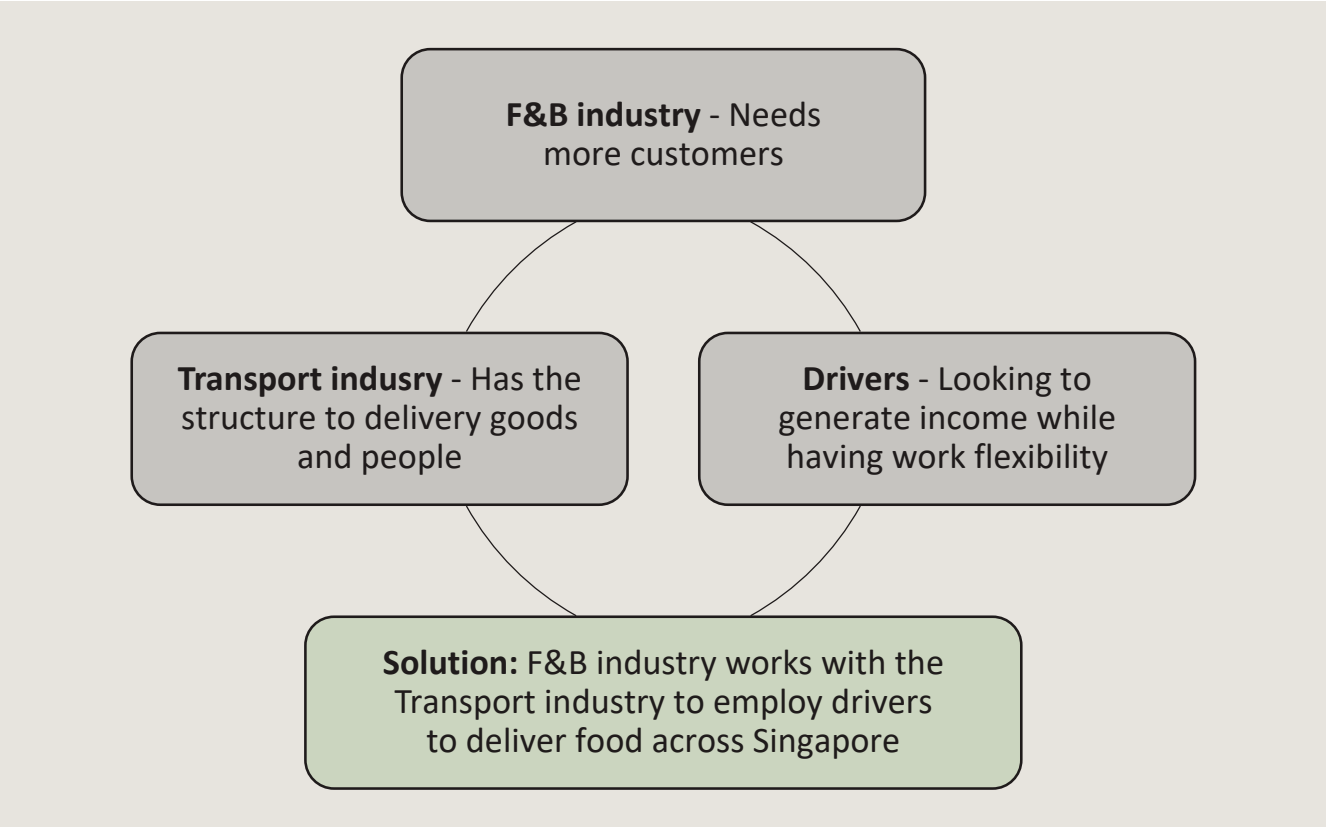 F&B industry - Needs
more customers
Transport indusry - Has the
structure to delivery goods
and people
Drivers - Looking to
generate income while
having work flexibility
Solution: F&B industry works with the
Transport industry to employ drivers
to deliver food across Singapore